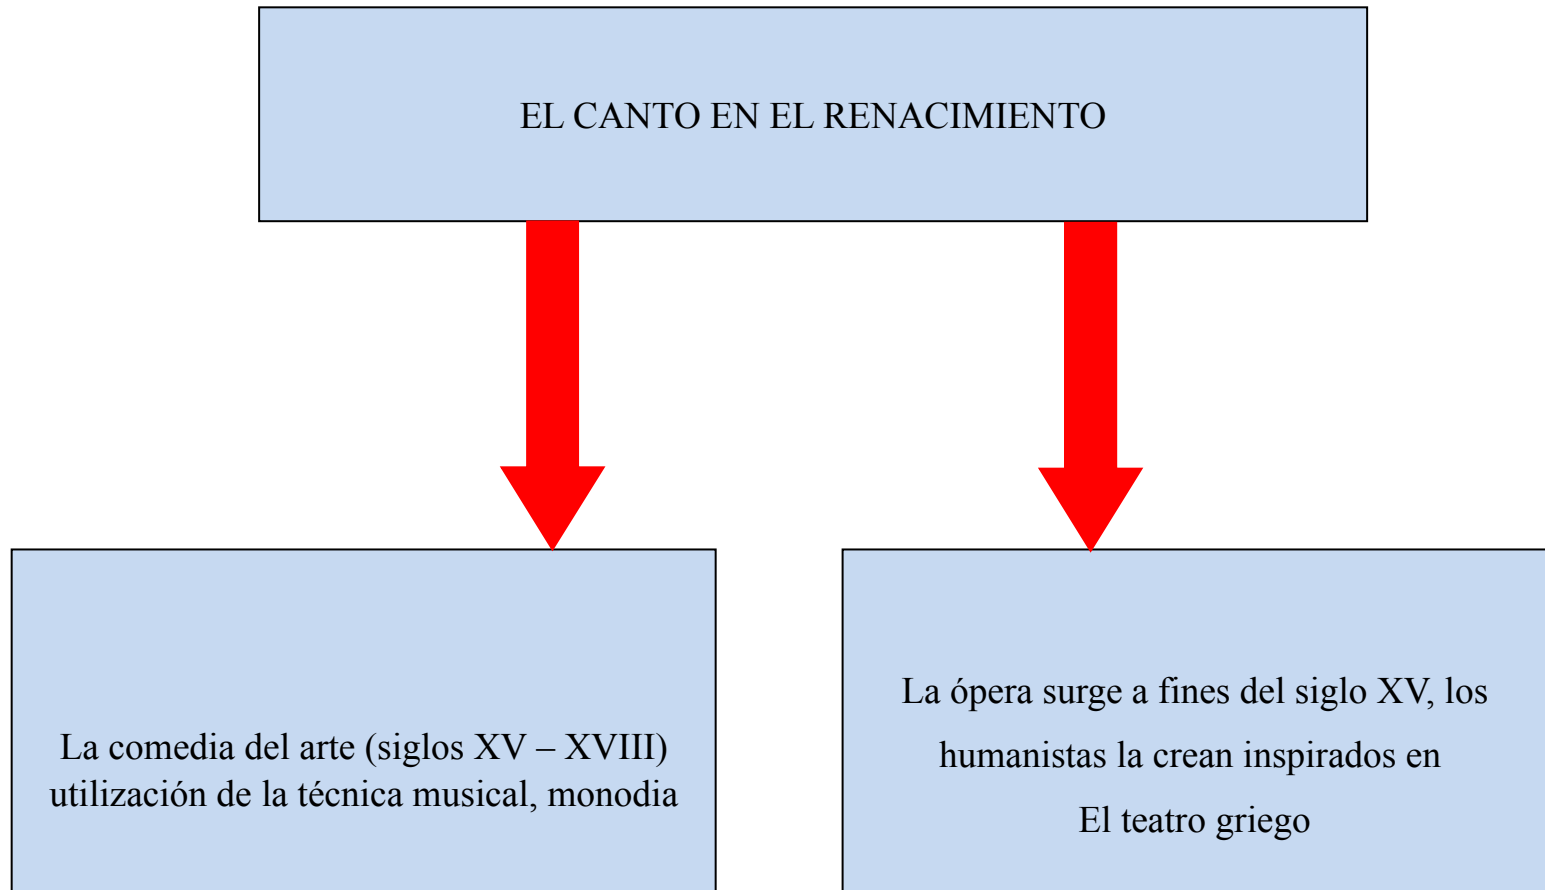 EL CANTO EN EL RENACIMIENTO
La comedia del arte (siglos XV – XVIII)
utilización de la técnica musical, monodia
La ópera surge a fines del siglo XV, los
humanistas la crean inspirados en
El teatro griego